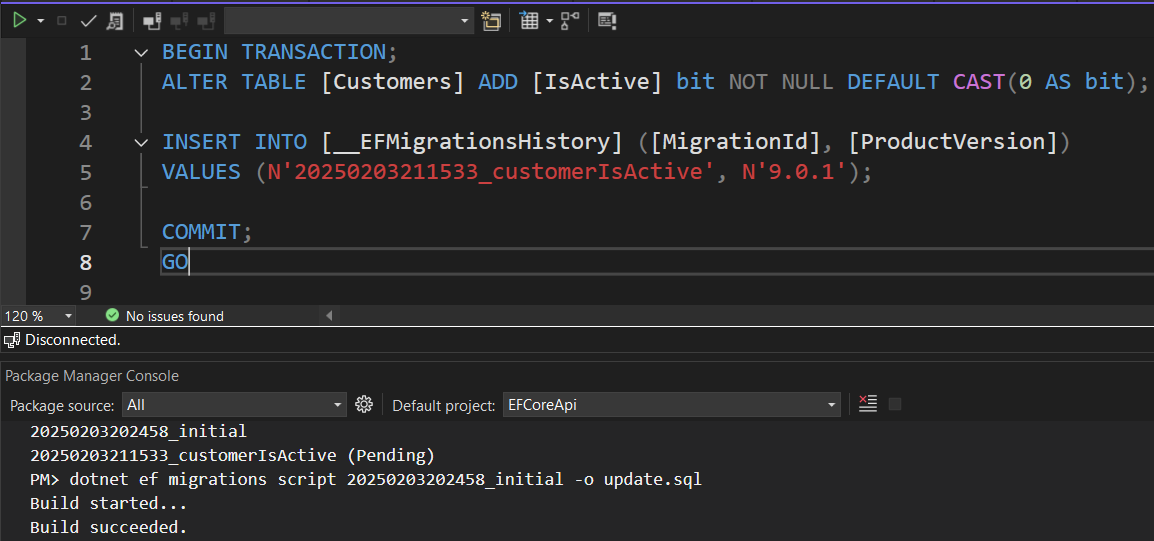 1 BEGIN TRANSACTION;
2 ALTER TABLE [Customers] ADD [IsActive] bit NOT NULL DEFAULT CAST(0 AS bit);
3
4 INSERT INTO [__EFMigrationsHistory] ([MigrationId], [ProductVersion])
5 VALUES (N'20250203211533_customerIsActive', N'9.0.1');
6
7 COMMIT;
8 GO
9
120 % No issues found
Disconnected.
Package Manager Console
Package source: All Default project: EFCoreApi
20250203202458_initial
20250203211533_customerIsActive (Pending)
PM> dotnet ef migrations script 20250203202458_initial -o update.sql
Build started...
Build succeeded.